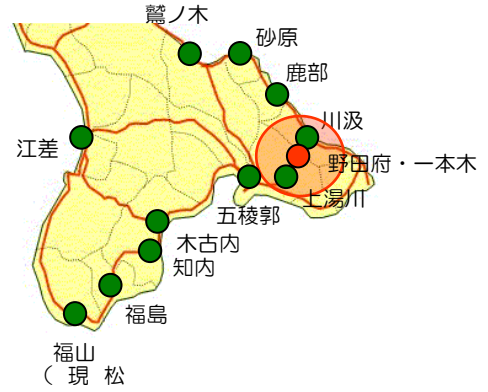 鷲ノ木
砂原
鹿部
川汲
江差
野田府・一本木
上湯川
五稜郭
木古内
知内
福島
福山
( 現 松